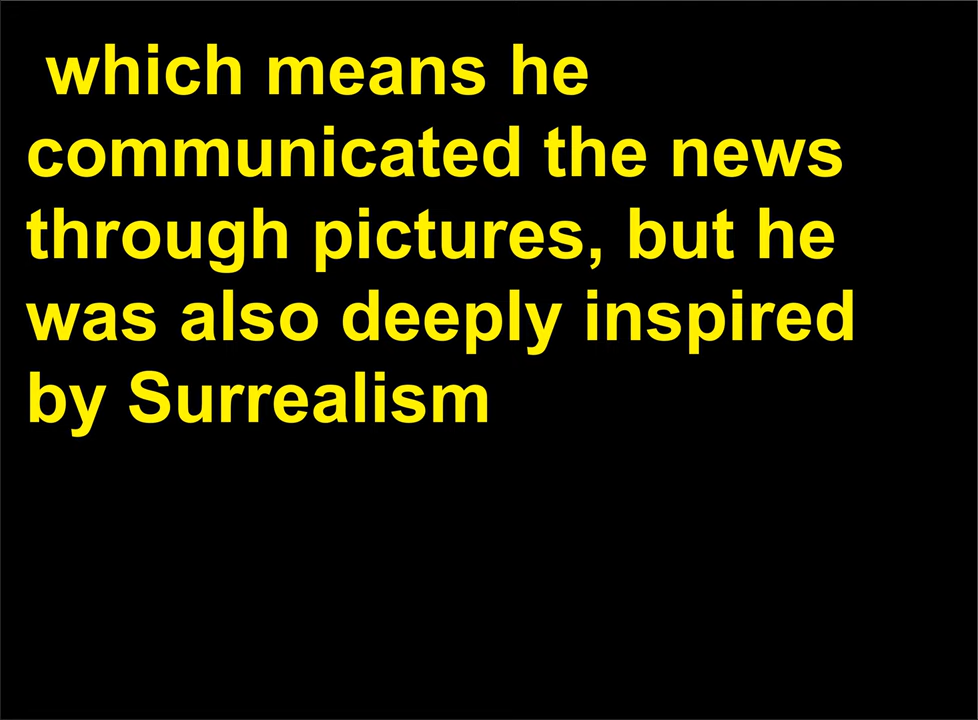 which means he
communicated the news
through pictures, but he
was also deeply inspired
by Surrealism